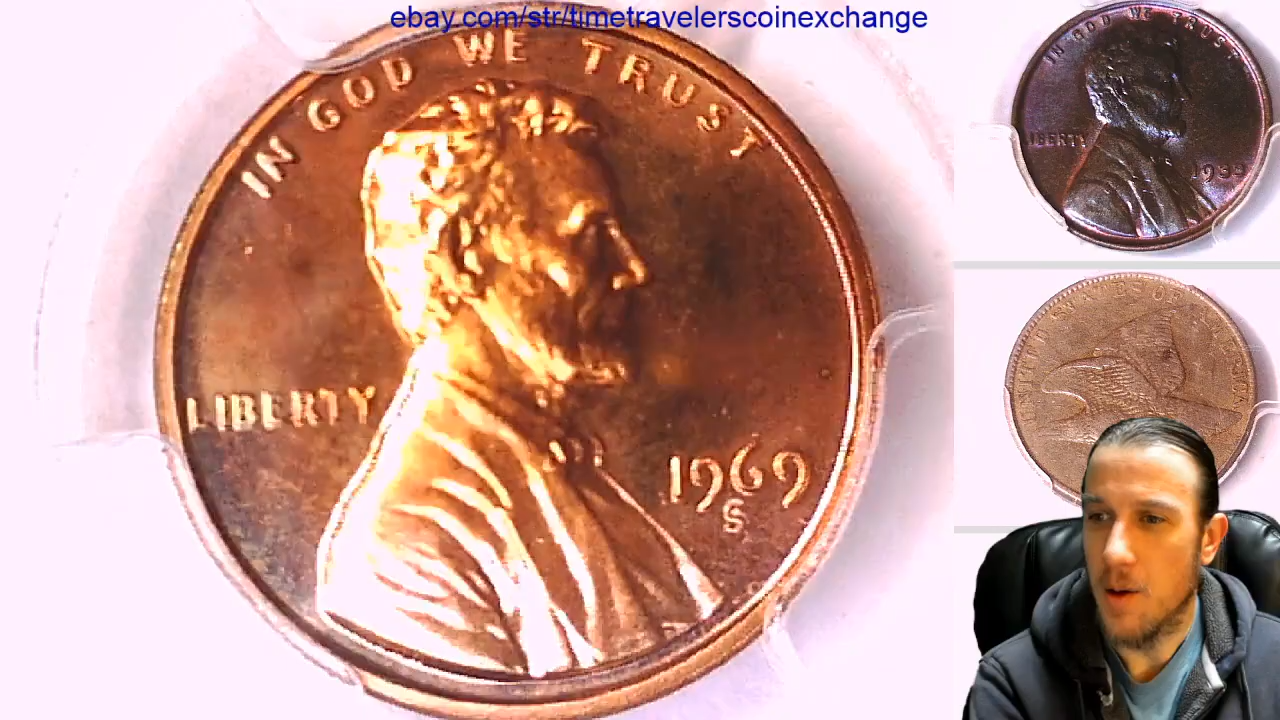 ebay.com/str/timetravelerscoinexchange
IN GOD WE TRUST
LIBERTY
1969
S
IN GOD WE TRUST
LIBERTY